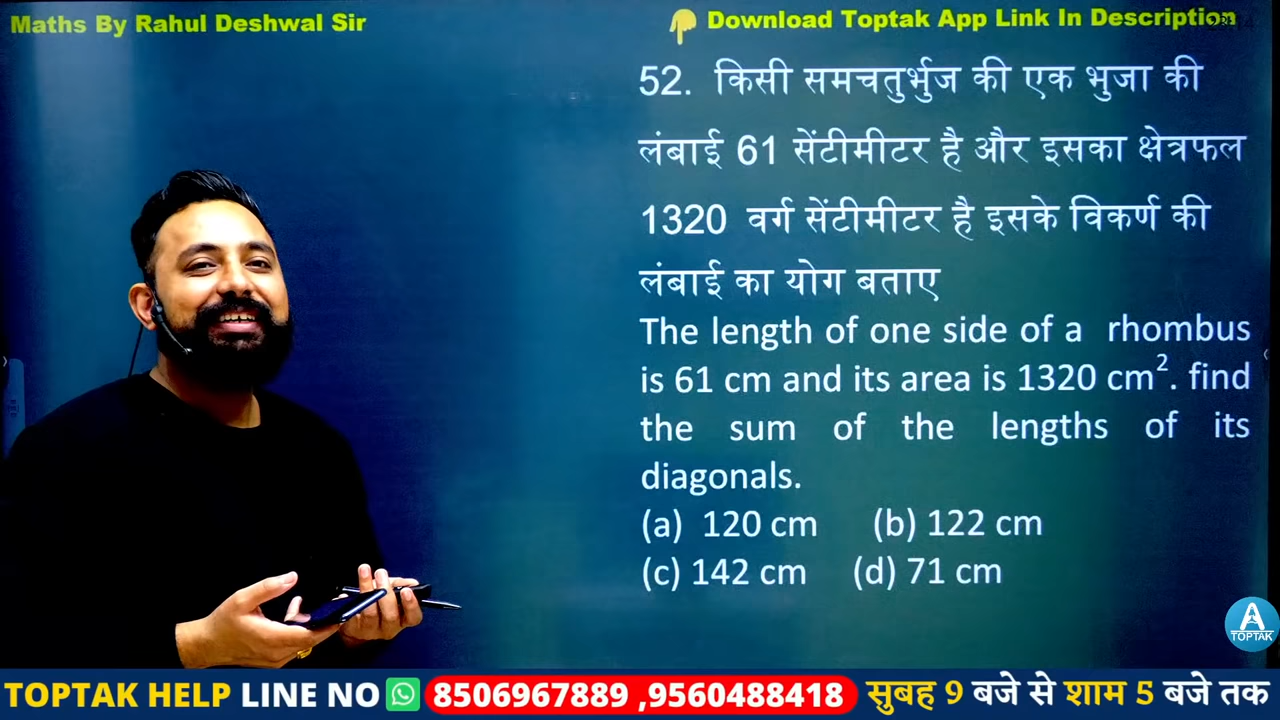 Maths By Rahul Deshwal Sir
Download Toptak App Link In Description
52. किसी समचतुर्भुज की एक भुजा की
लंबाई 61 सेंटीमीटर है और इसका क्षेत्रफल
1320 वर्ग सेंटीमीटर है इसके विकर्ण की
लंबाई का योग बताए
The length of one side of a rhombus
is 61 cm and its area is 1320 cm². find
the sum of the lengths of its
diagonals.
(a) 120 cm (b) 122 cm
(c) 142 cm (d) 71 cm
A
TOPTAK
TOPTAK HELP LINE NO 8506967889 ,9560488418 सुबह 9 बजे से शाम 5 बजे तक